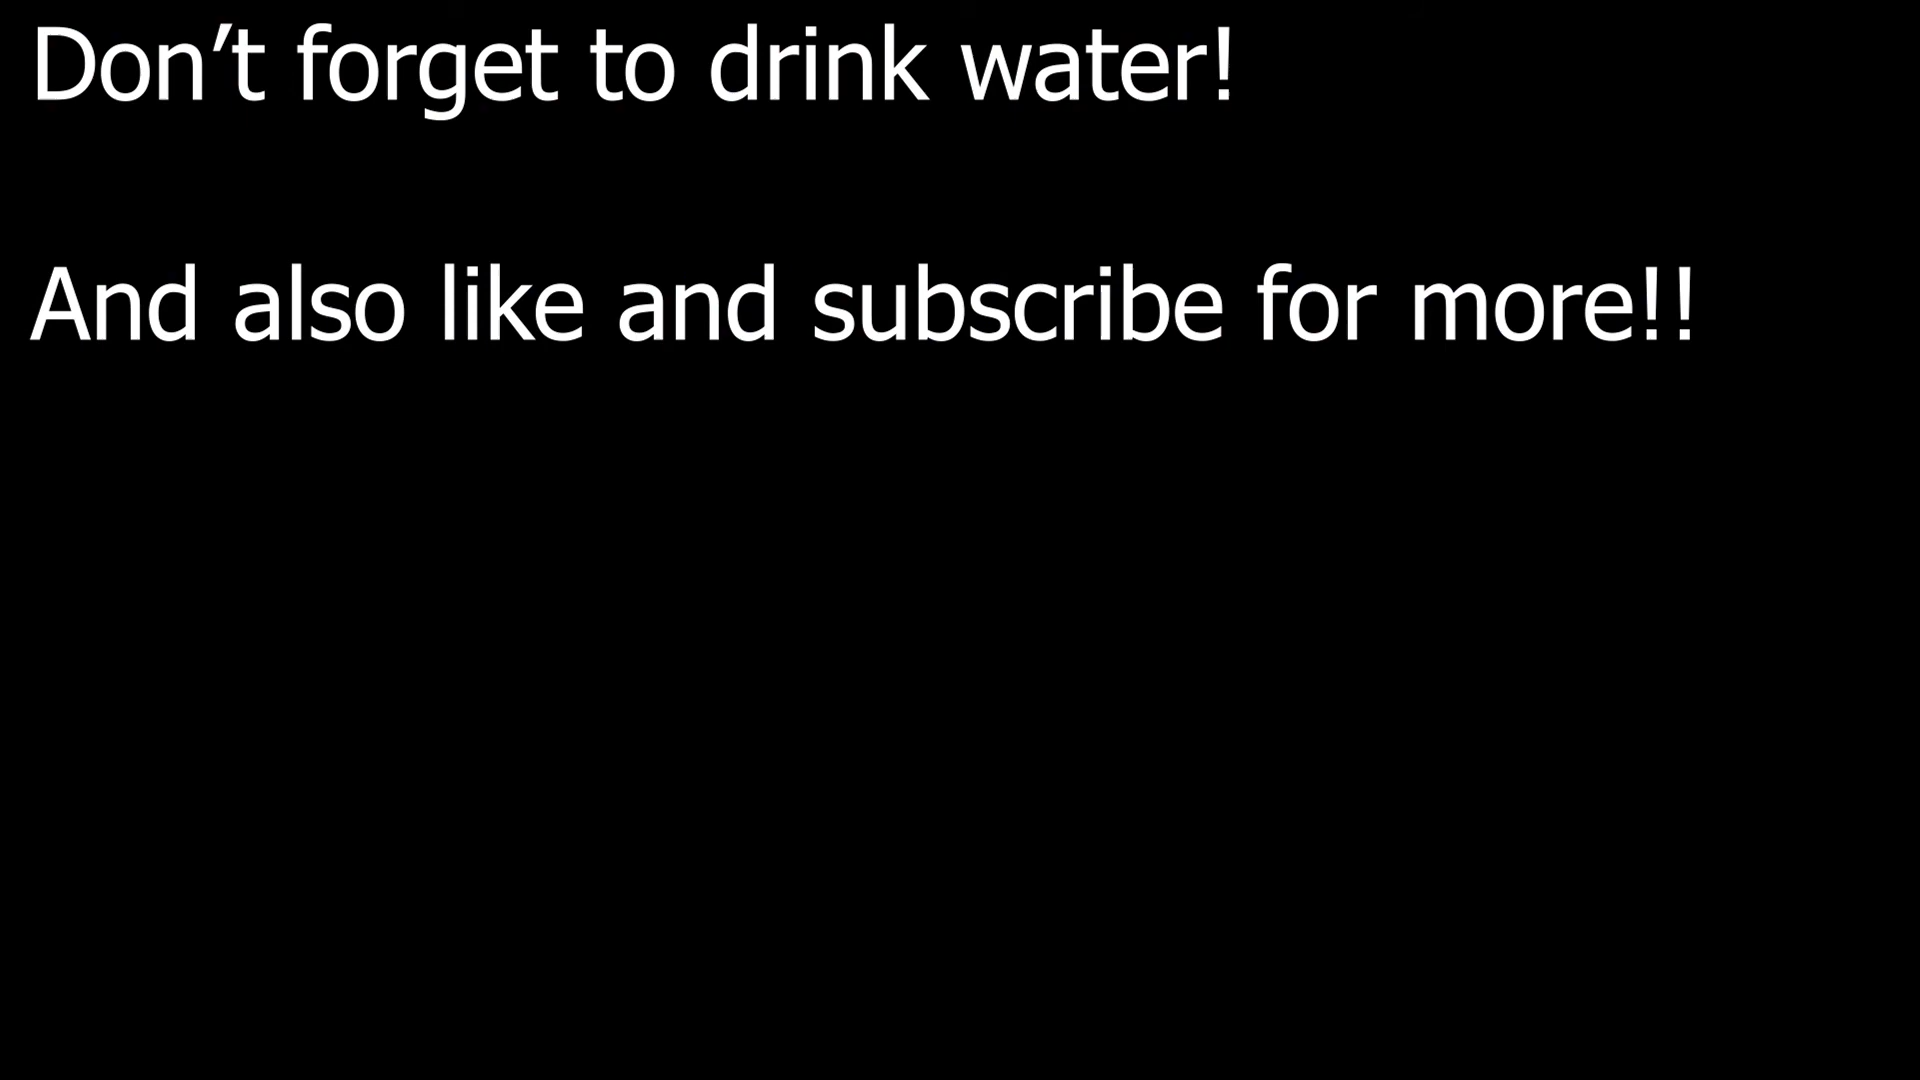 Don’t forget to drink water!
And also like and subscribe for more!!